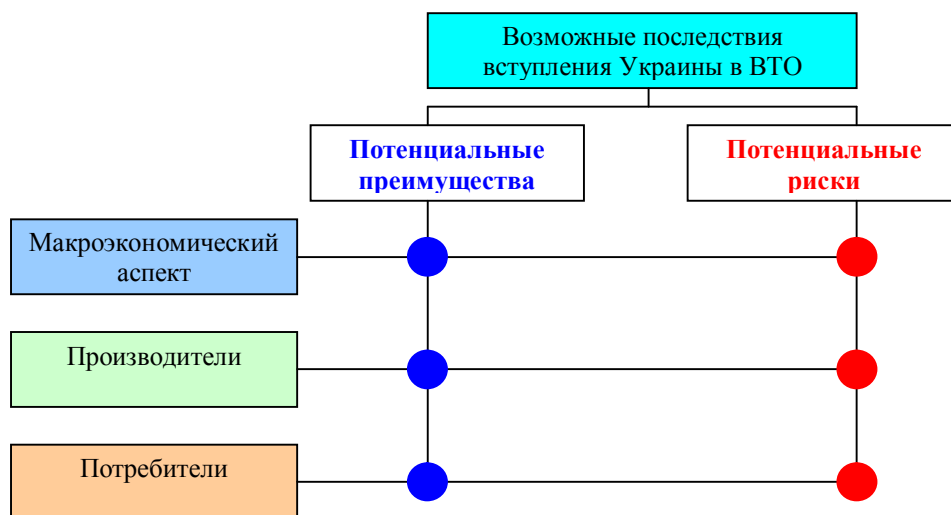 Возможные последствия
вступления Украины в ВТО
Потенциальные
преимущества
Потенциальные
риски
Макроэкономический
аспект
Производители
Потребители